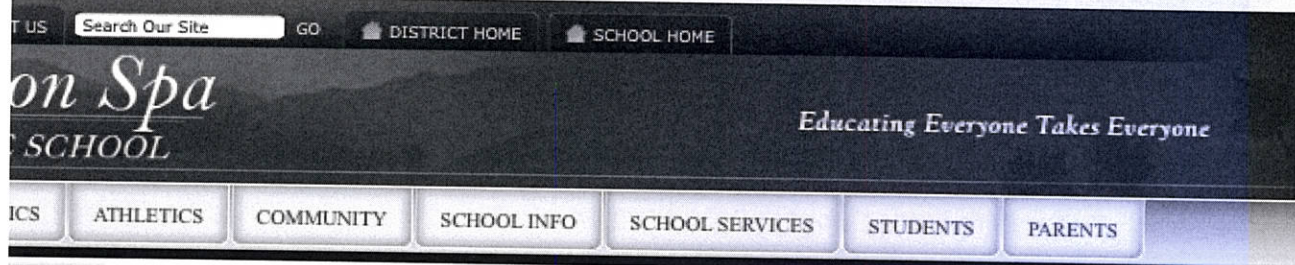 T US Search Our Site GO DISTRICT HOME SCHOOL HOME
on Spa
SCHOOL
Educating Everyone Takes Everyone
ICS ATHLETICS COMMUNITY SCHOOL INFO SCHOOL SERVICES STUDENTS PARENTS